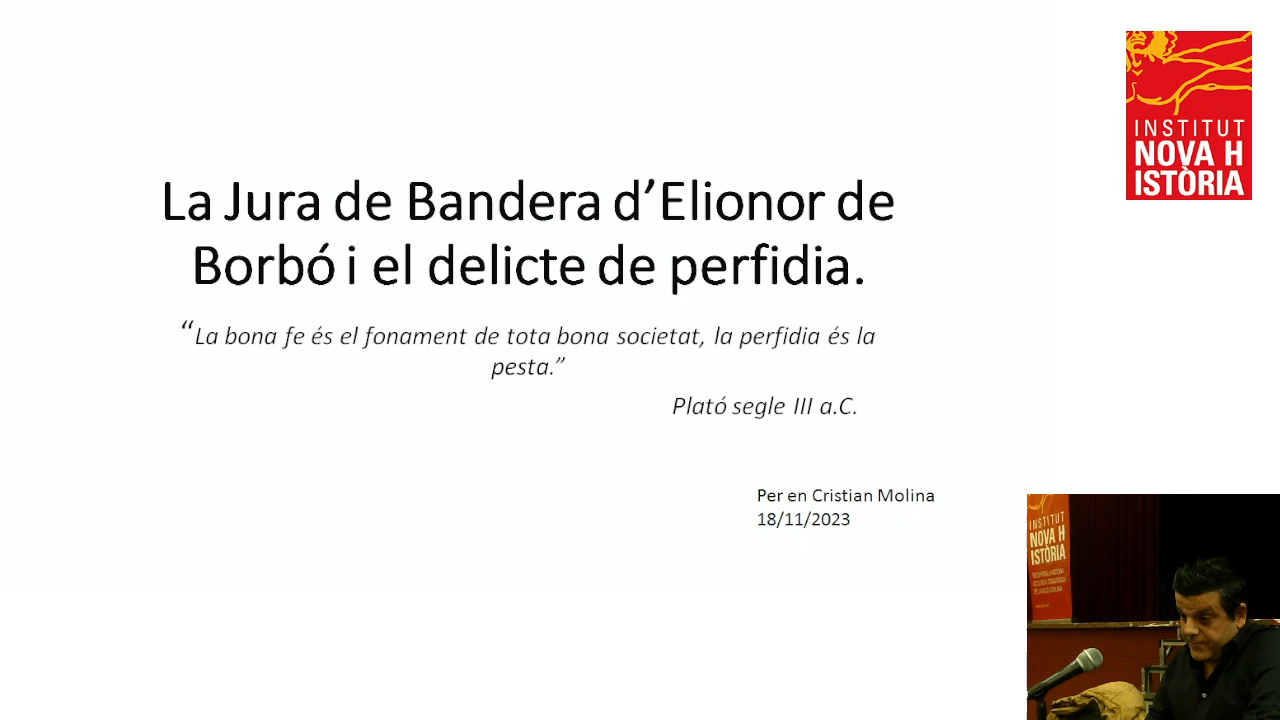 INSTITUT
NOVA H
ISTÒRIA
La Jura de Bandera d’Elionor de
Borbó i el delicte de perfidia.
“La bona fe és el fonament de tota bona societat, la perfidia és la
pesta.”
Plató segle III a.C.
Per en Cristian Molina
18/11/2023
INSTITUT
NOVA H
ISTÒRIA